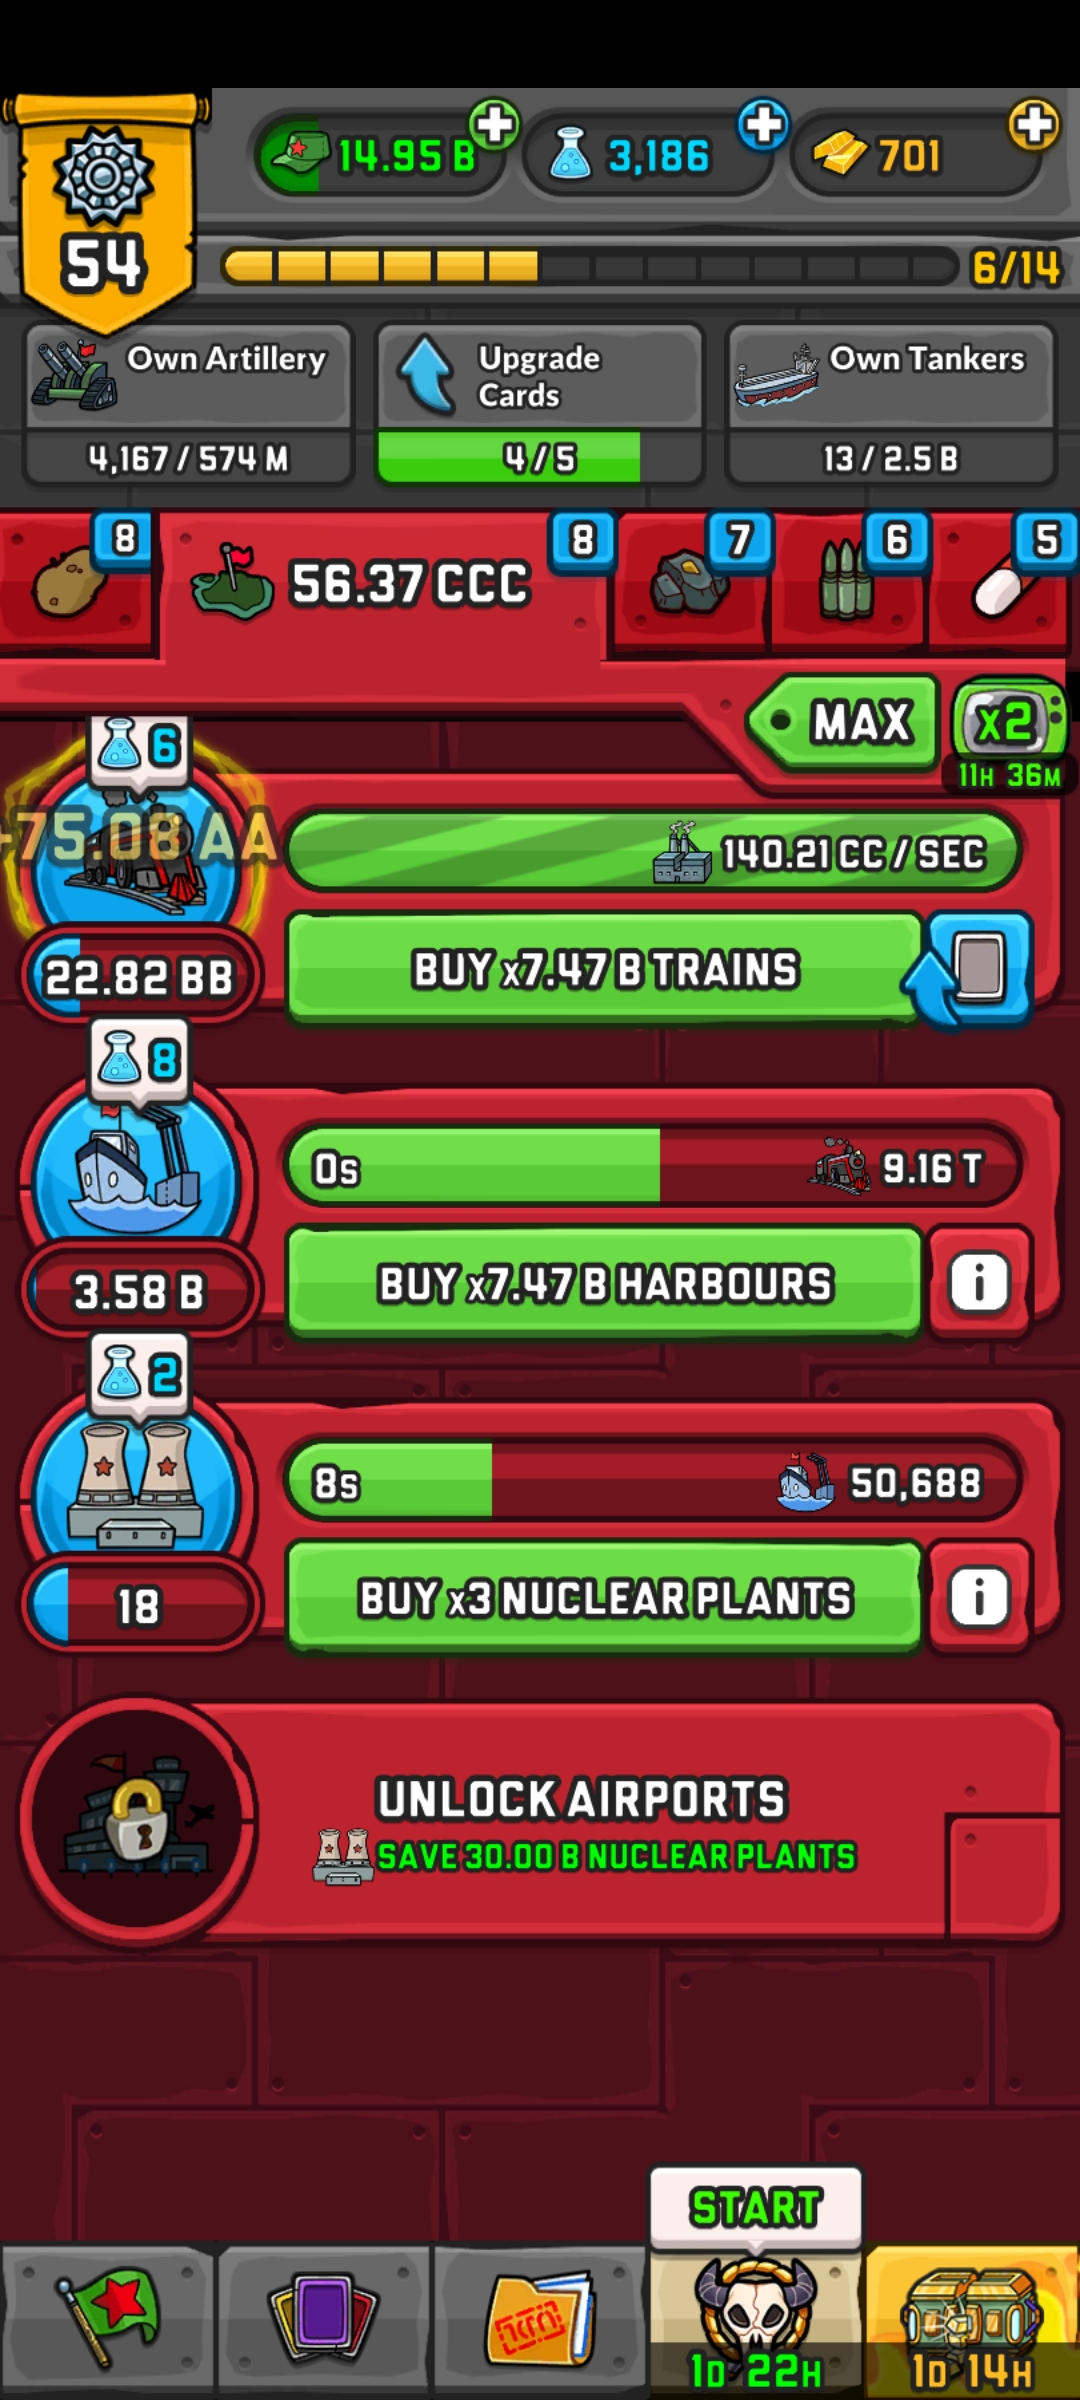 54
14.95 B
3,186
701
6/14
Own Artillery
4,167 / 574 M
Upgrade
Cards
4 / 5
Own Tankers
13 / 2.5 B
8
56.37 CCC
8
7
6
5
MAX
x2
11H 36M
6
+75.08 AA
140.21 CC / SEC
22.82 BB
BUY x7.47 B TRAINS
8
0s
9.16 T
3.58 B
BUY x7.47 B HARBOURS
i
2
8s
50,688
18
BUY x3 NUCLEAR PLANTS
i
UNLOCK AIRPORTS
SAVE 30.00 B NUCLEAR PLANTS
START
1D 22H
1D 14H